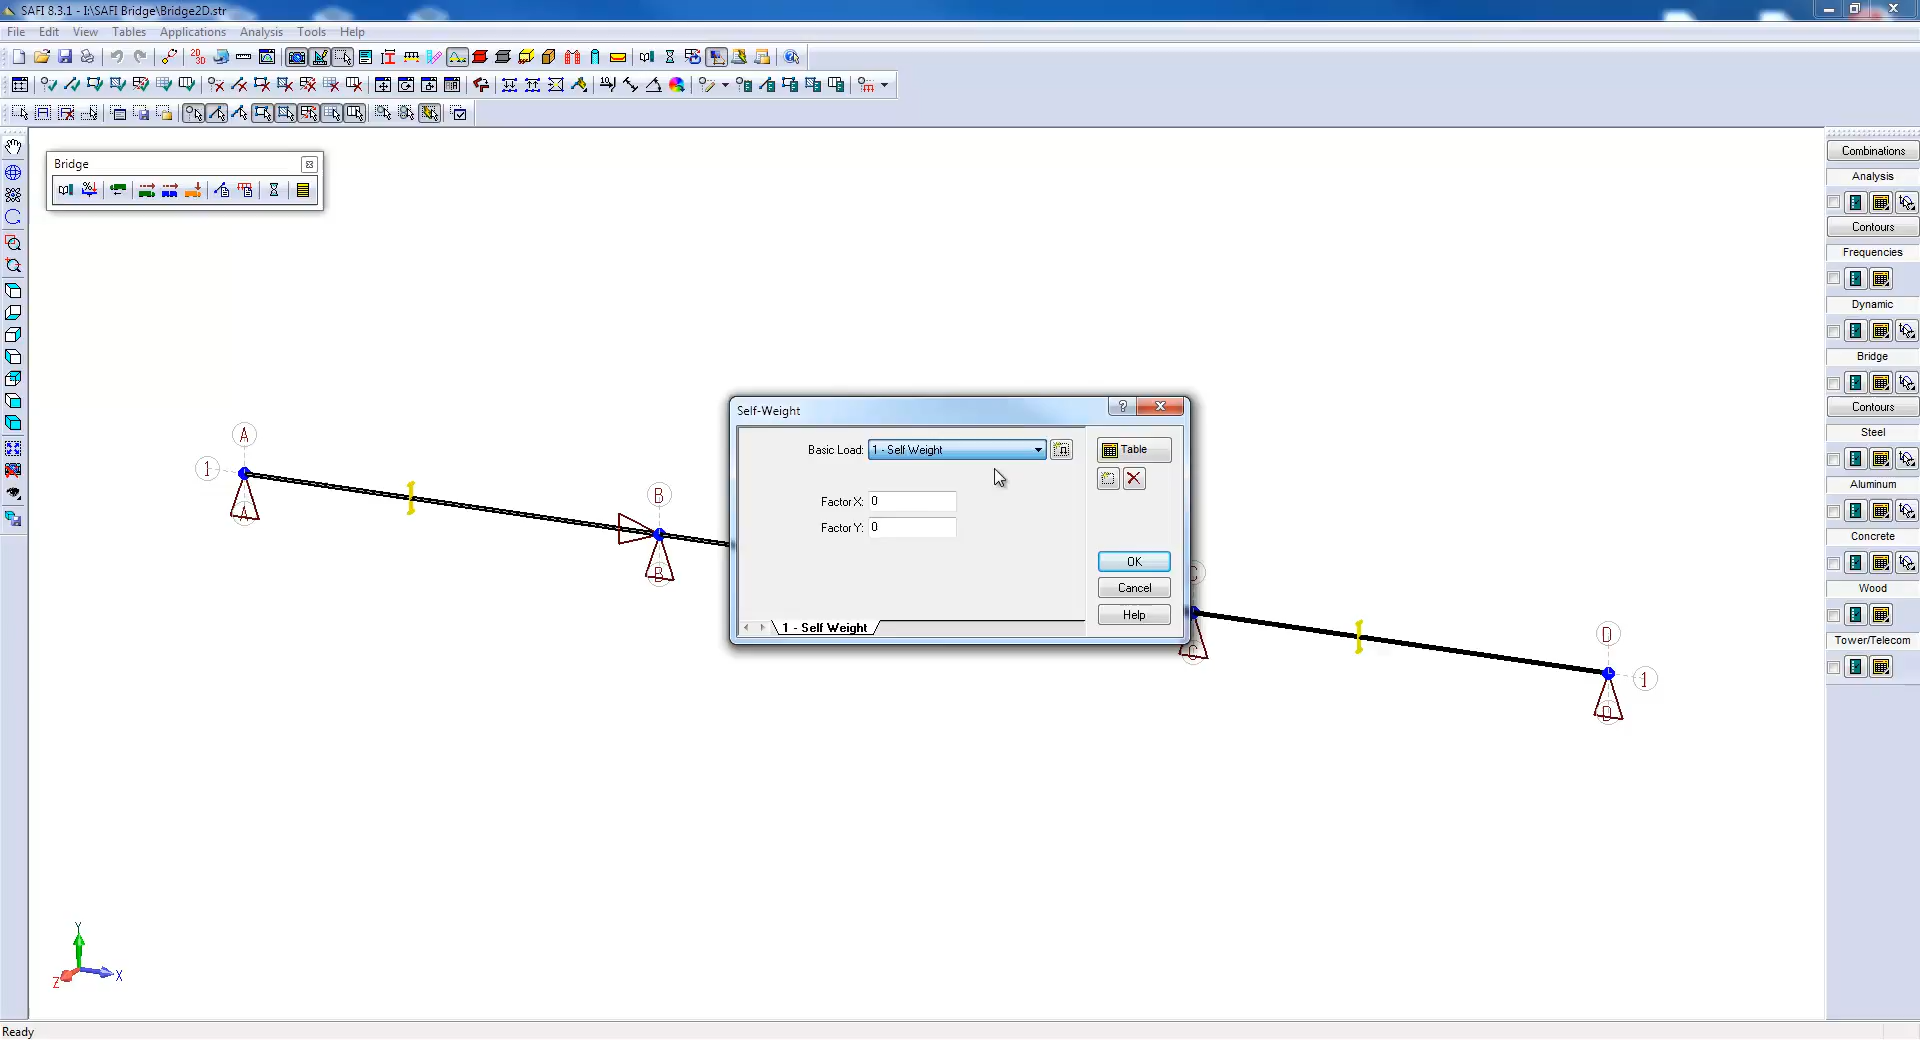 SAFI 8.3.1 - I:\SAFI Bridge\Bridge2D.str
File Edit View Tables Applications Analysis Tools Help
Bridge
Combinations
Analysis
Contours
Frequencies
Dynamic
Bridge
Contours
Steel
Aluminum
Concrete
Wood
Tower/Telecom
A
1
A
B
B
C
C
D
1
D
Self-Weight
Basic Load: 1 - Self Weight
Table
Factor X: 0
Factor Y: 0
OK
Cancel
Help
1 - Self Weight
Y
X
Z
Ready